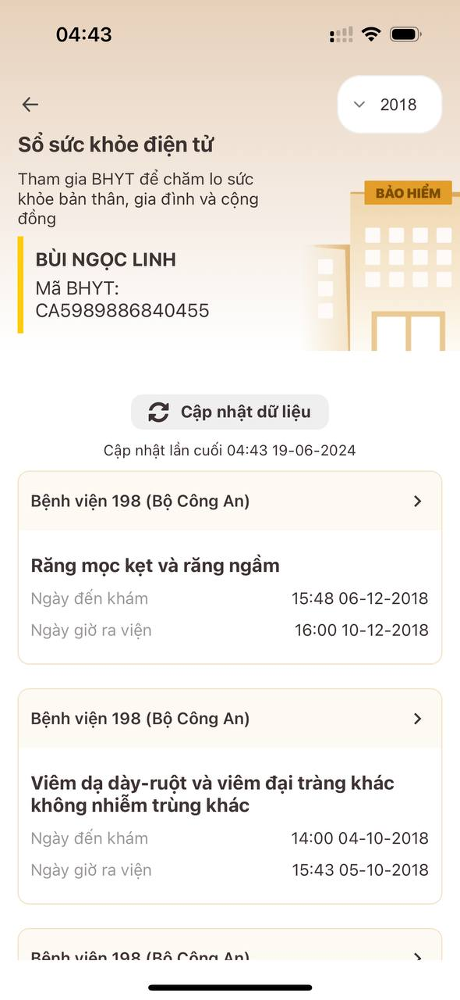 04:43
2018
Sổ sức khỏe điện tử
Tham gia BHYT để chăm lo sức
khỏe bản thân, gia đình và cộng
đồng
BẢO HIỂM
BÙI NGỌC LINH
Mã BHYT:
CA5989886840455
Cập nhật dữ liệu
Cập nhật lần cuối 04:43 19-06-2024
Bệnh viện 198 (Bộ Công An)
Răng mọc kẹt và răng ngầm
Ngày đến khám 15:48 06-12-2018
Ngày giờ ra viện 16:00 10-12-2018
Bệnh viện 198 (Bộ Công An)
Viêm dạ dày-ruột và viêm đại tràng khác
không nhiễm trùng khác
Ngày đến khám 14:00 04-10-2018
Ngày giờ ra viện 15:43 05-10-2018
Bệnh viện 198 (Bộ Công An)